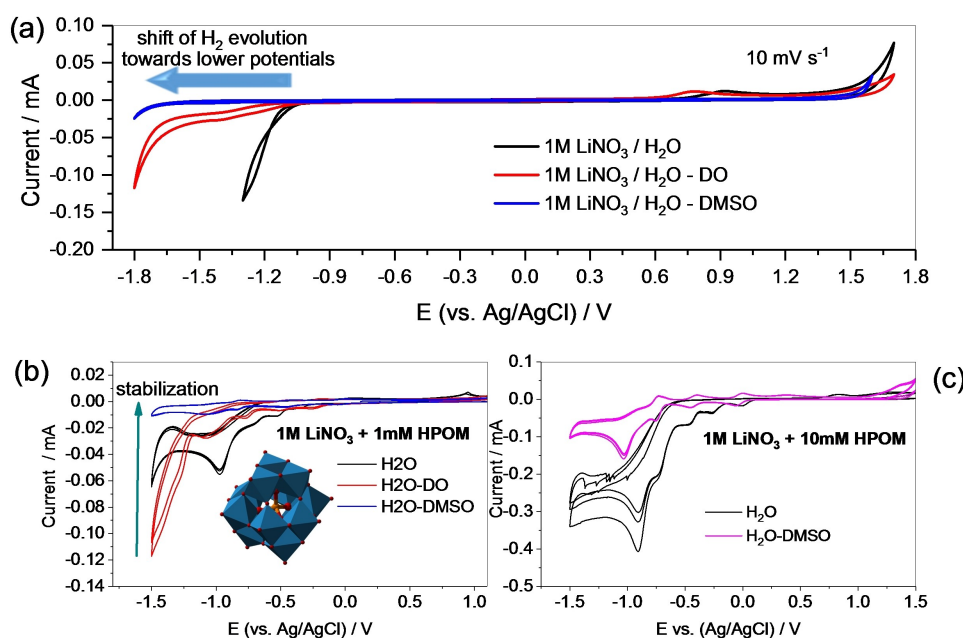 (a)
0.10
0.05
0.00
-0.05
-0.10
-0.15
-0.20
Current / mA
shift of H₂ evolution
towards lower potentials
10 mV s⁻¹
1M LiNO₃ / H₂O
1M LiNO₃ / H₂O - DO
1M LiNO₃ / H₂O - DMSO
-1.8 -1.5 -1.2 -0.9 -0.6 -0.3 0.0 0.3 0.6 0.9 1.2 1.5 1.8
E (vs. Ag/AgCl) / V
(b)
0.02
0.00
-0.02
-0.04
-0.06
-0.08
-0.10
-0.12
-0.14
Current / mA
stabilization
1M LiNO₃ + 1mM HPOM
H2O
H2O-DO
H2O-DMSO
-1.5 -1.0 -0.5 0.0 0.5 1.0
E (vs. Ag/AgCl) / V
(c)
0.1
0.0
-0.1
-0.2
-0.3
-0.4
-0.5
Current / mA
1M LiNO₃ + 10mM HPOM
H₂O
H₂O-DMSO
-1.5 -1.0 -0.5 0.0 0.5 1.0 1.5
E (vs. (Ag/AgCl) / V